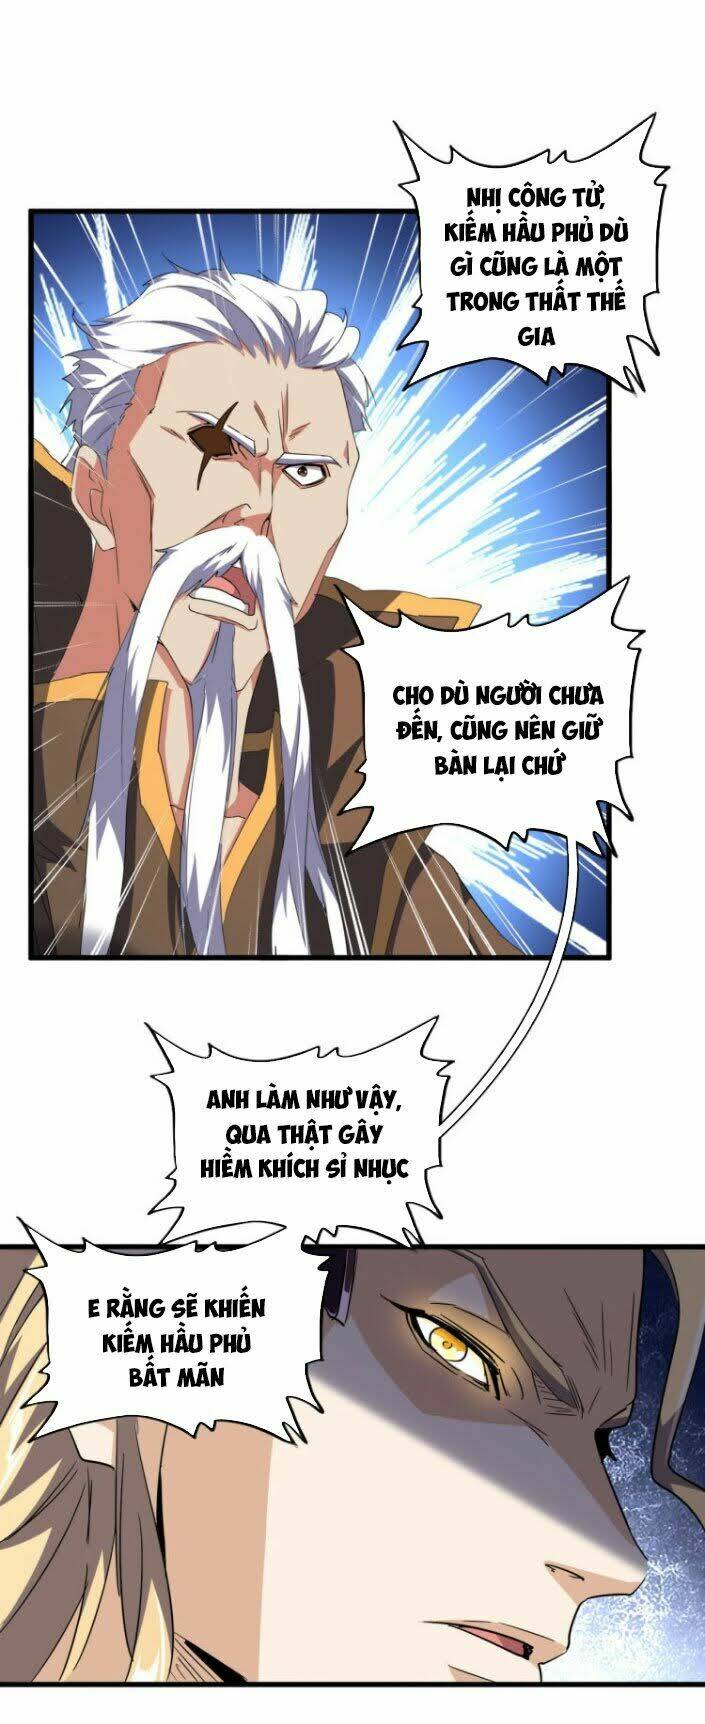 NHỊ CÔNG TỬ,
KIẾM HẦU PHỦ DÙ
GÌ CŨNG LÀ MỘT
TRONG THẤT THẾ
GIA
CHO DÙ NGƯỜI CHƯA
ĐẾN, CŨNG NÊN GIỮ
BÀN LẠI CHỨ
ANH LÀM NHƯ VẬY,
QUA THẬT GÂY
HIỀM KHÍCH SỈ NHỤC
E RẰNG SẼ KHIẾN
KIẾM HẦU PHỦ
BẤT MÃN